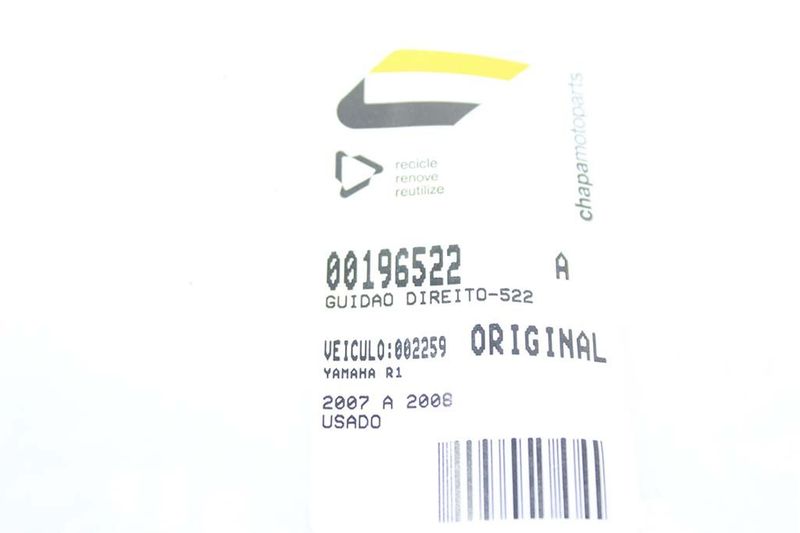 chapamotoparts
recicle
renove
reutilize
00196522 A
GUIDAO DIREITO-522
VEICULO:002259 ORIGINAL
YAMAHA R1
2007 A 2008
USADO